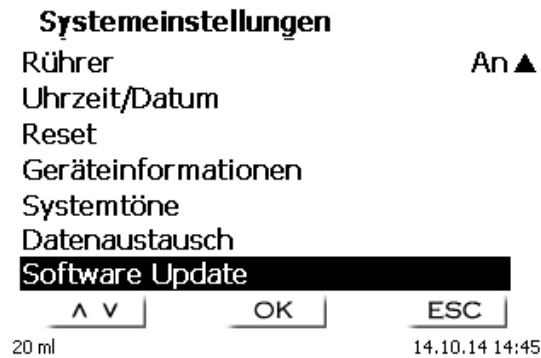 Systemeinstellungen
Rührer An ▲
Uhrzeit/Datum
Reset
Geräteinformationen
Systemtöne
Datenaustausch
Software Update
∧ ∨ OK ESC
20 ml 14.10.14 14:45